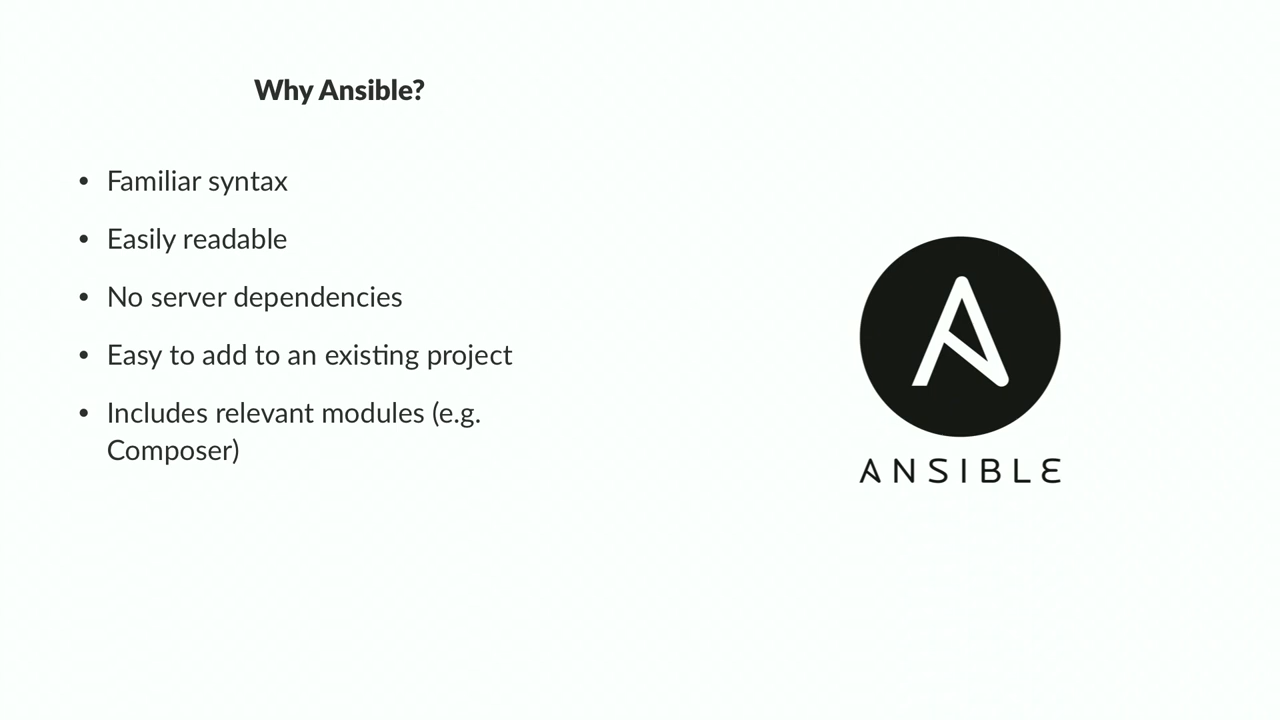 Why Ansible?
• Familiar syntax
• Easily readable
• No server dependencies
• Easy to add to an existing project
• Includes relevant modules (e.g.
Composer)
ANSIBLE